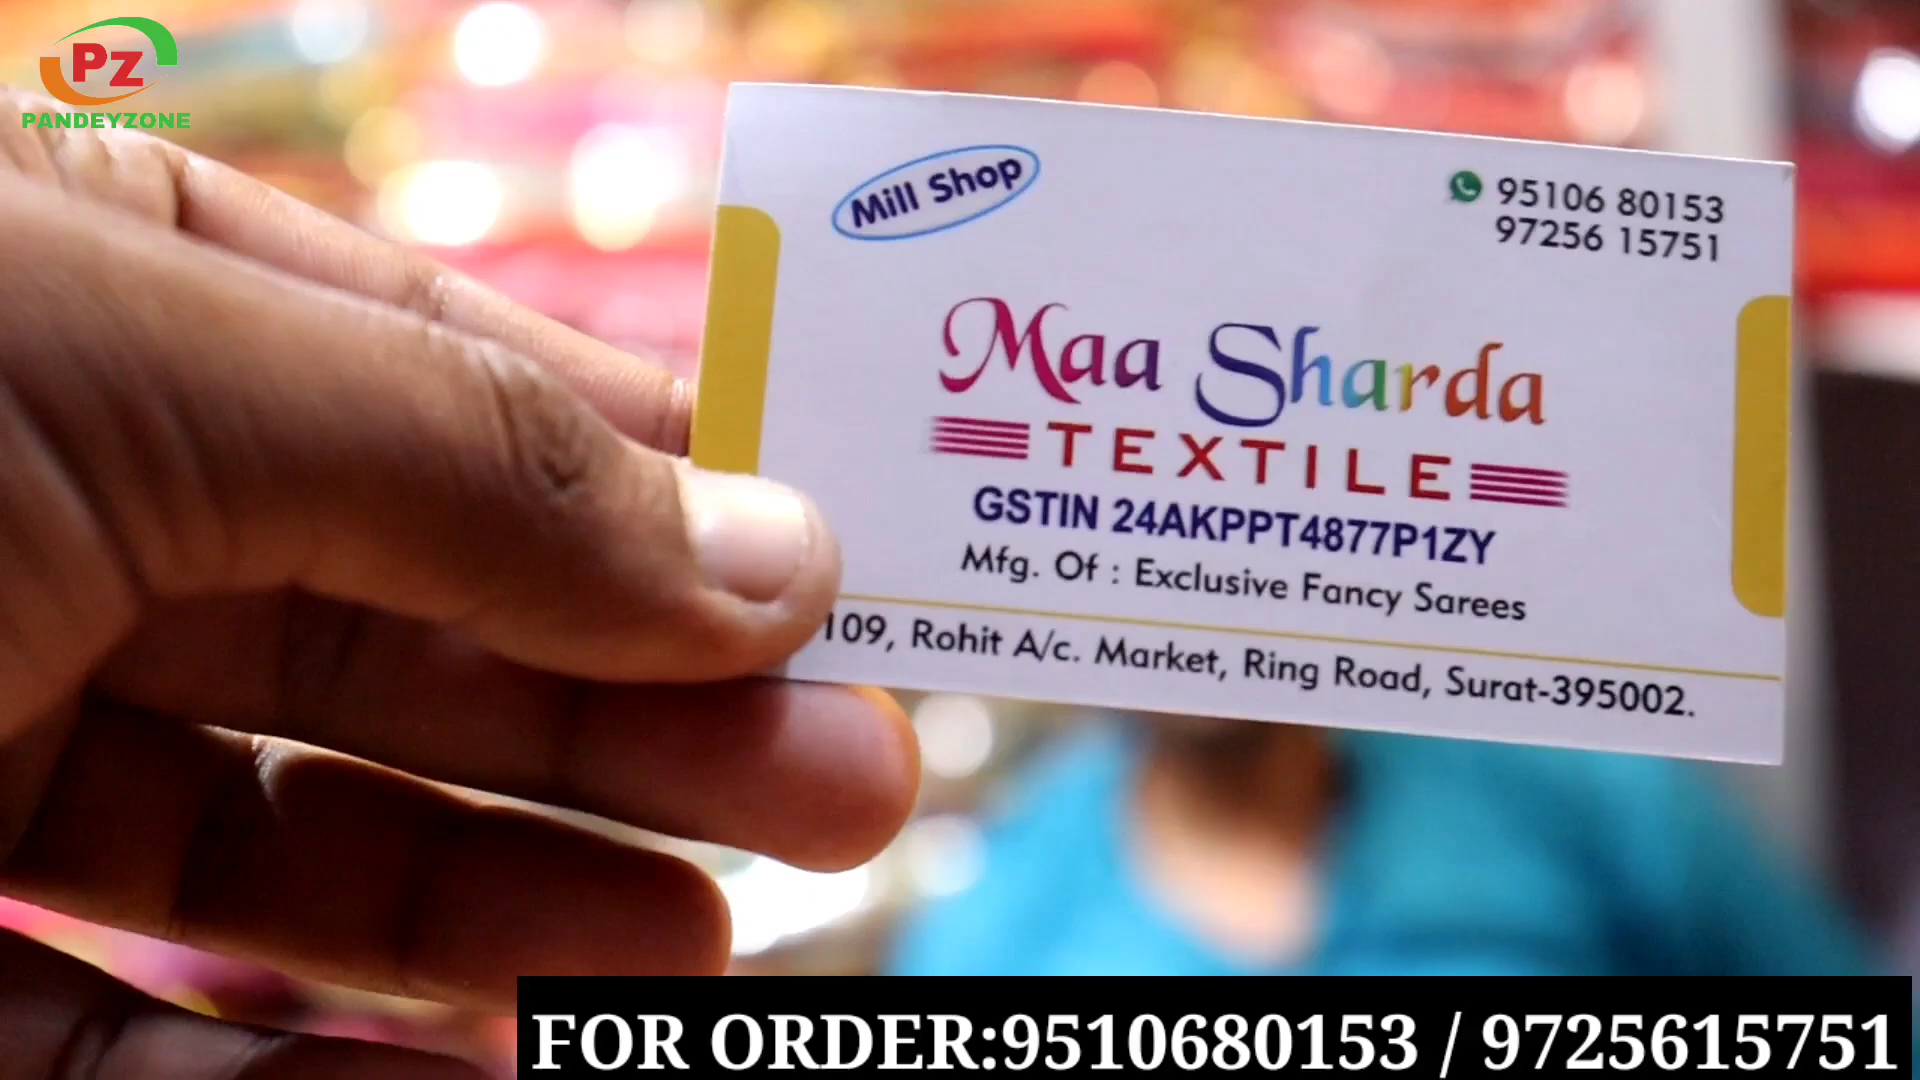 Pz
PANDEYZONE
Mill Shop
95106 80153
97256 15751
Maa Sharda
TEXTILE
GSTIN 24AKPPT4877P1ZY
Mfg. Of : Exclusive Fancy Sarees
109, Rohit A/c. Market, Ring Road, Surat-395002.
FOR ORDER:9510680153 / 9725615751